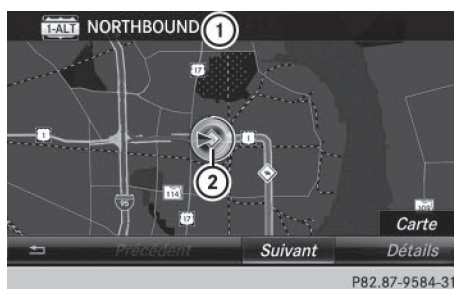 1-ALT NORTHBOUND 1
17
1
1
2
95
114
17
109
Carte
Précédent Suivant Détails
P82.87-9584-31